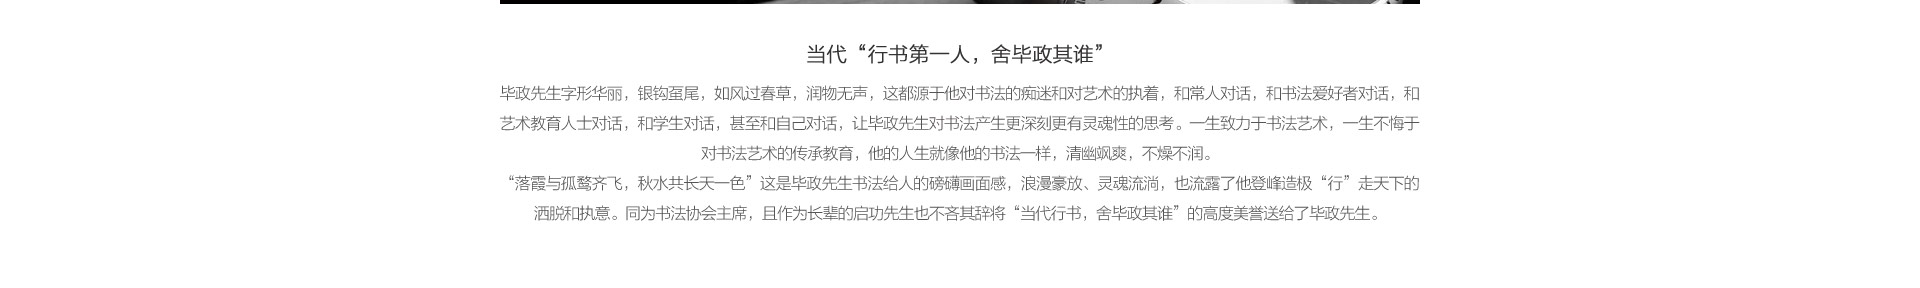 当代“行书第一人，舍毕政其谁”
毕政先生字形华丽，银钩虿尾，如风过春草，润物无声，这都源于他对书法的痴迷和对艺术的执着，和常人对话，和书法爱好者对话，和
艺术教育人士对话，和学生对话，甚至和自己对话，让毕政先生对书法产生更深刻更有灵魂性的思考。一生致力于书法艺术，一生不悔于
对书法艺术的传承教育，他的人生就像他的书法一样，清幽飒爽，不燥不润。
“落霞与孤鹜齐飞，秋水共长天一色”这是毕政先生书法给人的磅礴画面感，浪漫豪放、灵魂流淌，也流露了他登峰造极“行”走天下的
洒脱和执意。同为书法协会主席，且作为长辈的启功先生也不吝其辞将“当代行书，舍毕政其谁”的高度美誉送给了毕政先生。